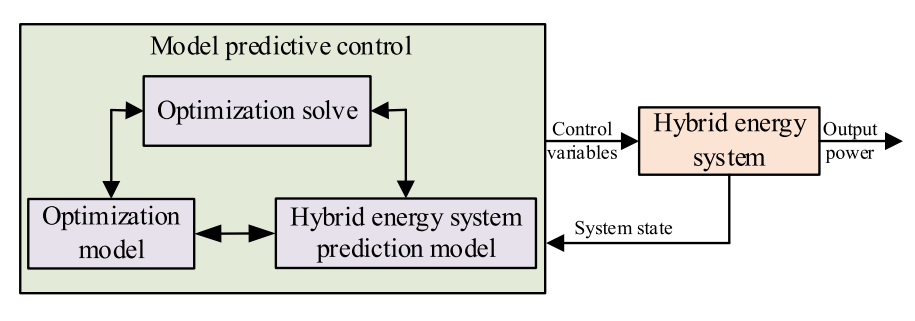 Model predictive control
Optimization solve
Optimization
model
Hybrid energy system
prediction model
Control
variables
Hybrid energy
system
Output
power
System state